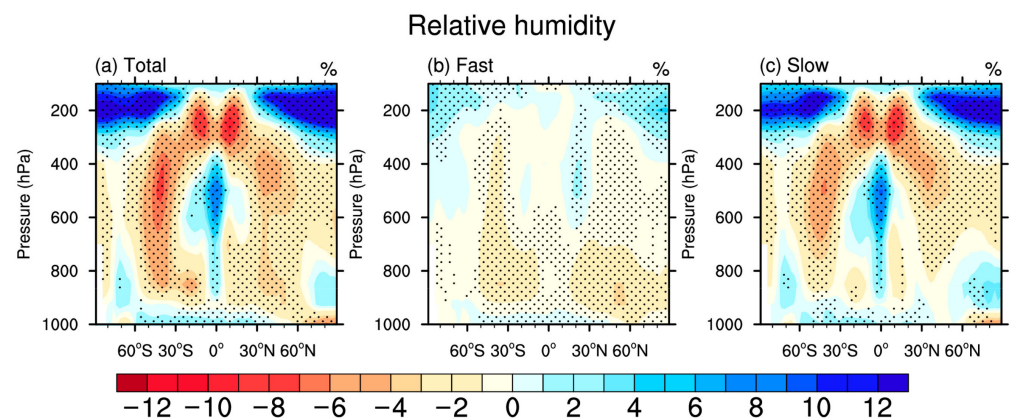 Relative humidity
(a) Total %
(b) Fast %
(c) Slow %
Pressure (hPa)
200
400
600
800
1000
60°S 30°S 0° 30°N 60°N
Pressure (hPa)
200
400
600
800
1000
60°S 30°S 0° 30°N 60°N
Pressure (hPa)
200
400
600
800
1000
60°S 30°S 0° 30°N 60°N
−12 −10 −8 −6 −4 −2 0 2 4 6 8 10 12